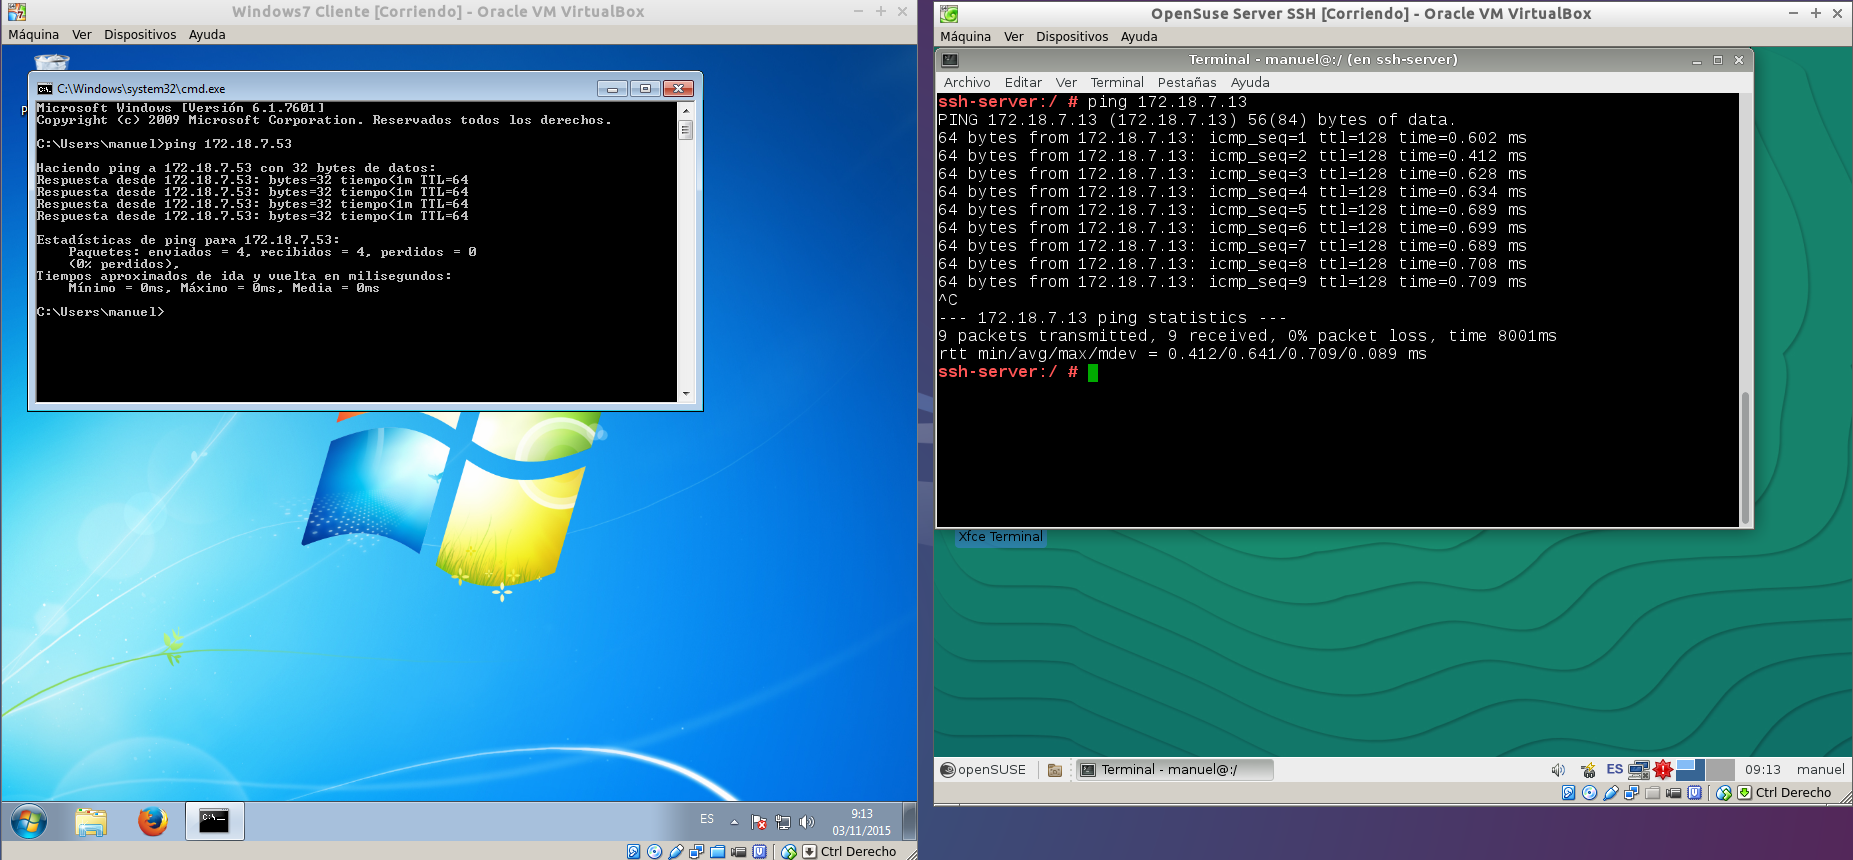 Windows7 Cliente [Corriendo] - Oracle VM VirtualBox
Máquina Ver Dispositivos Ayuda
C:\Windows\system32\cmd.exe
Microsoft Windows [Versión 6.1.7601]
Copyright (c) 2009 Microsoft Corporation. Reservados todos los derechos.
C:\Users\manuel>ping 172.18.7.53
Haciendo ping a 172.18.7.53 con 32 bytes de datos:
Respuesta desde 172.18.7.53: bytes=32 tiempo<1m TTL=64
Respuesta desde 172.18.7.53: bytes=32 tiempo<1m TTL=64
Respuesta desde 172.18.7.53: bytes=32 tiempo<1m TTL=64
Respuesta desde 172.18.7.53: bytes=32 tiempo<1m TTL=64
Estadísticas de ping para 172.18.7.53:
Paquetes: enviados = 4, recibidos = 4, perdidos = 0
(0% perdidos),
Tiempos aproximados de ida y vuelta en milisegundos:
Mínimo = 0ms, Máximo = 0ms, Media = 0ms
C:\Users\manuel>
ES
9:13
03/11/2015
Ctrl Derecho
OpenSuse Server SSH [Corriendo] - Oracle VM VirtualBox
Máquina Ver Dispositivos Ayuda
Terminal - manuel@:/ (en ssh-server)
Archivo Editar Ver Terminal Pestañas Ayuda
ssh-server:/ # ping 172.18.7.13
PING 172.18.7.13 (172.18.7.13) 56(84) bytes of data.
64 bytes from 172.18.7.13: icmp_seq=1 ttl=128 time=0.602 ms
64 bytes from 172.18.7.13: icmp_seq=2 ttl=128 time=0.412 ms
64 bytes from 172.18.7.13: icmp_seq=3 ttl=128 time=0.628 ms
64 bytes from 172.18.7.13: icmp_seq=4 ttl=128 time=0.634 ms
64 bytes from 172.18.7.13: icmp_seq=5 ttl=128 time=0.689 ms
64 bytes from 172.18.7.13: icmp_seq=6 ttl=128 time=0.699 ms
64 bytes from 172.18.7.13: icmp_seq=7 ttl=128 time=0.689 ms
64 bytes from 172.18.7.13: icmp_seq=8 ttl=128 time=0.708 ms
64 bytes from 172.18.7.13: icmp_seq=9 ttl=128 time=0.709 ms
^C
--- 172.18.7.13 ping statistics ---
9 packets transmitted, 9 received, 0% packet loss, time 8001ms
rtt min/avg/max/mdev = 0.412/0.641/0.709/0.089 ms
ssh-server:/ #
Xfce Terminal
openSUSE Terminal - manuel@:/ ES 09:13 manuel
Ctrl Derecho